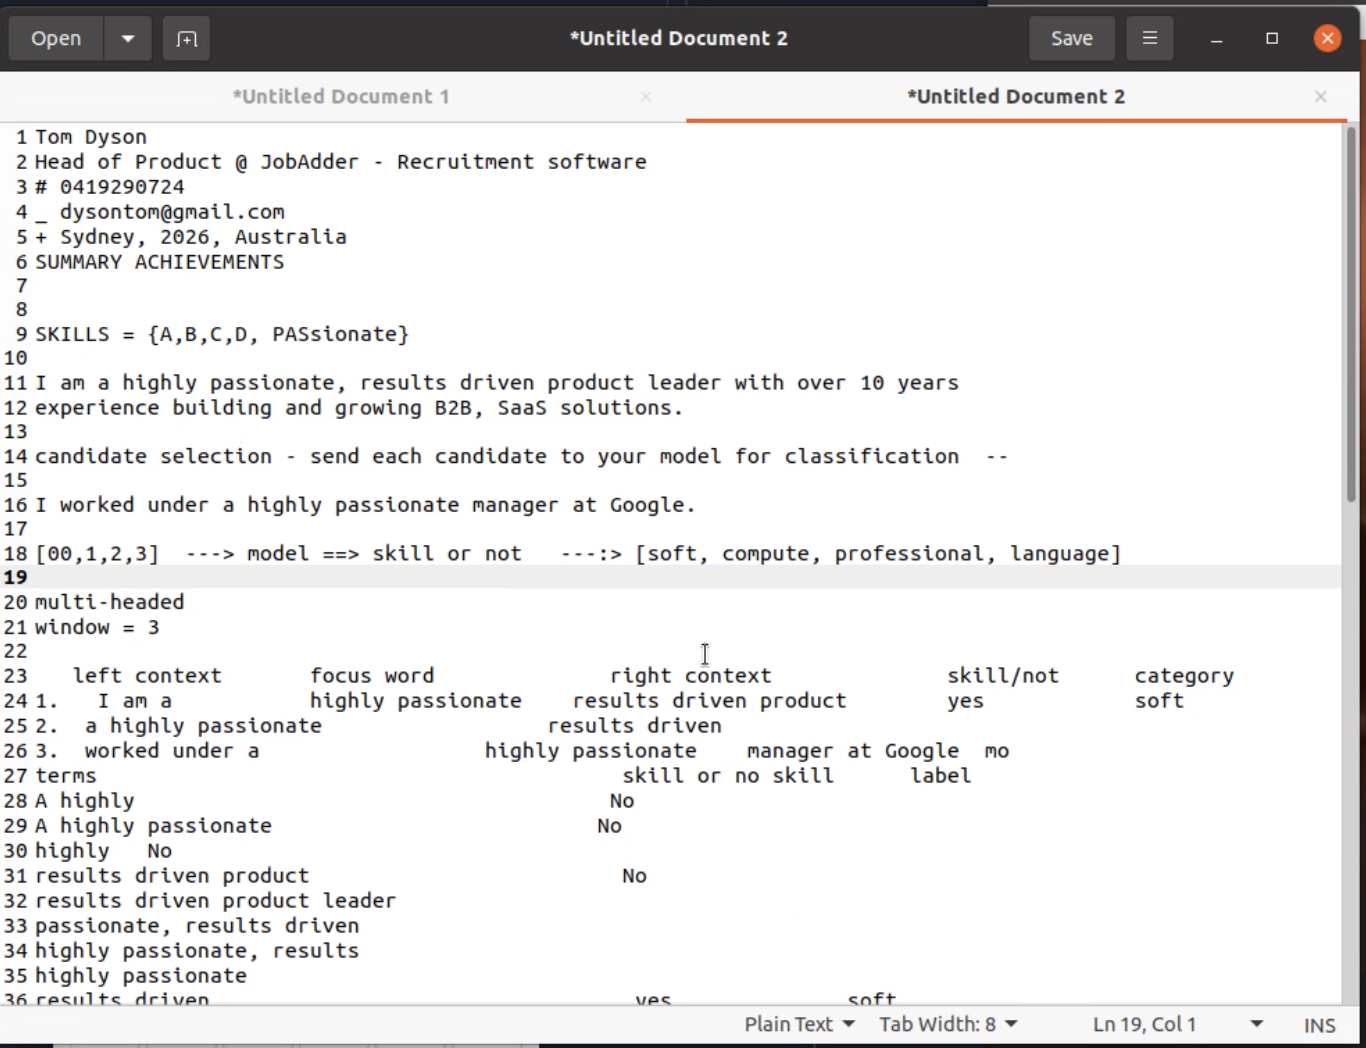 Open
*Untitled Document 2
Save
*Untitled Document 1
*Untitled Document 2
1 Tom Dyson
2 Head of Product @ JobAdder - Recruitment software
3 # 0419290724
4 _ dysontom@gmail.com
5 + Sydney, 2026, Australia
6 SUMMARY ACHIEVEMENTS
7
8
9 SKILLS = {A,B,C,D, PASsionate}
10
11 I am a highly passionate, results driven product leader with over 10 years
12 experience building and growing B2B, SaaS solutions.
13
14 candidate selection - send each candidate to your model for classification --
15
16 I worked under a highly passionate manager at Google.
17
18 [00,1,2,3] ---> model ==> skill or not ---:> [soft, compute, professional, language]
19
20 multi-headed
21 window = 3
22
23 left context focus word right context skill/not category
24 1. I am a highly passionate results driven product yes soft
25 2. a highly passionate results driven
26 3. worked under a highly passionate manager at Google mo
27 terms skill or no skill label
28 A highly No
29 A highly passionate No
30 highly No
31 results driven product No
32 results driven product leader
33 passionate, results driven
34 highly passionate, results
35 highly passionate
36 results driven yes soft
Plain Text Tab Width: 8 Ln 19, Col 1 INS